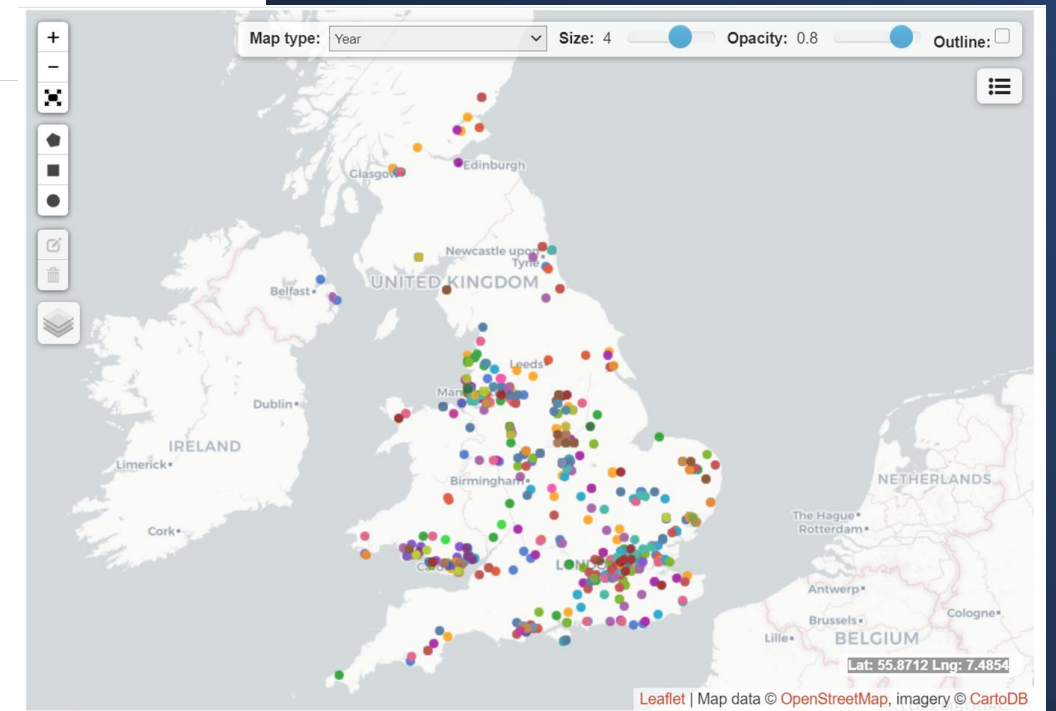 +
Map type: Year Size: 4 Opacity: 0.8 Outline:
−
Edinburgh
Glasgow
Newcastle upon
Tyne
UNITED KINGDOM
Belfast
Leeds
Man
Dublin
IRELAND
Limerick
Birmingham
NETHERLANDS
The Hague
Rotterdam
Cork
LONDON
Antwerp
Cologne
Brussels
Lille
BELGIUM
Lat: 55.8712 Lng: 7.4854
Leaflet | Map data © OpenStreetMap, imagery © CartoDB